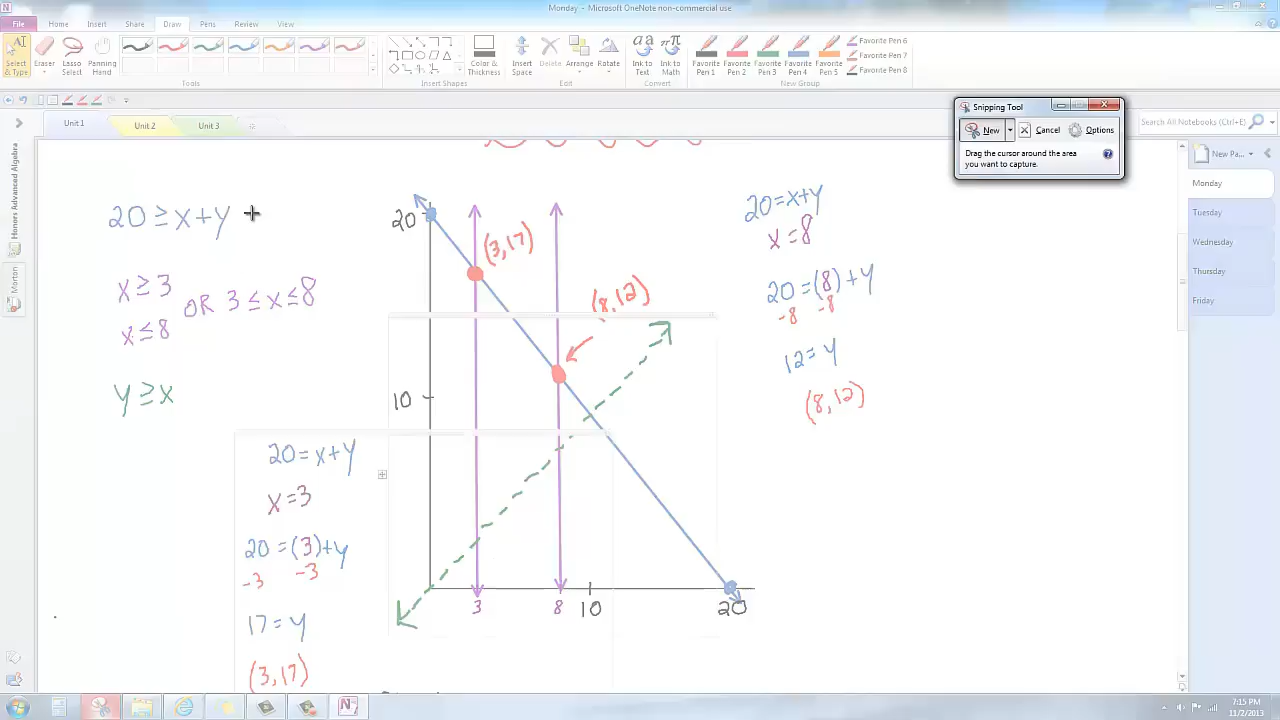 Monday - Microsoft OneNote non-commercial use
File Home Insert Share Draw Pens Review View
Select & Type
Eraser
Lasso Select
Panning Hand
Color & Thickness
Insert Space
Delete
Arrange
Rotate
Ink to Text
Ink to Math
Favorite Pen 1
Favorite Pen 2
Favorite Pen 3
Favorite Pen 4
Favorite Pen 5
Favorite Pen 6
Favorite Pen 7
Favorite Pen 8
Tools
Insert Shapes
Edit
Convert
New Group
Snipping Tool
New Cancel Options
Drag the cursor around the area
you want to capture.
Unit 1 Unit 2 Unit 3
Search All Notebooks (Ctrl+E)
New Pa...
Monday
Tuesday
Wednesday
Thursday
Friday
Honors Advanced Algebra
Morton
20 ≥ x+y
x ≥ 3
x ≤ 8
OR 3 ≤ x ≤ 8
y ≥ x
20 = x+y
x = 3
20 = (3)+y
-3 -3
17 = y
(3,17)
20
10
(3,17)
(8,12)
3 8 10 20
20 = x+y
x = 8
20 = (8)+y
-8 -8
12 = y
(8,12)
7:15 PM
11/2/2013